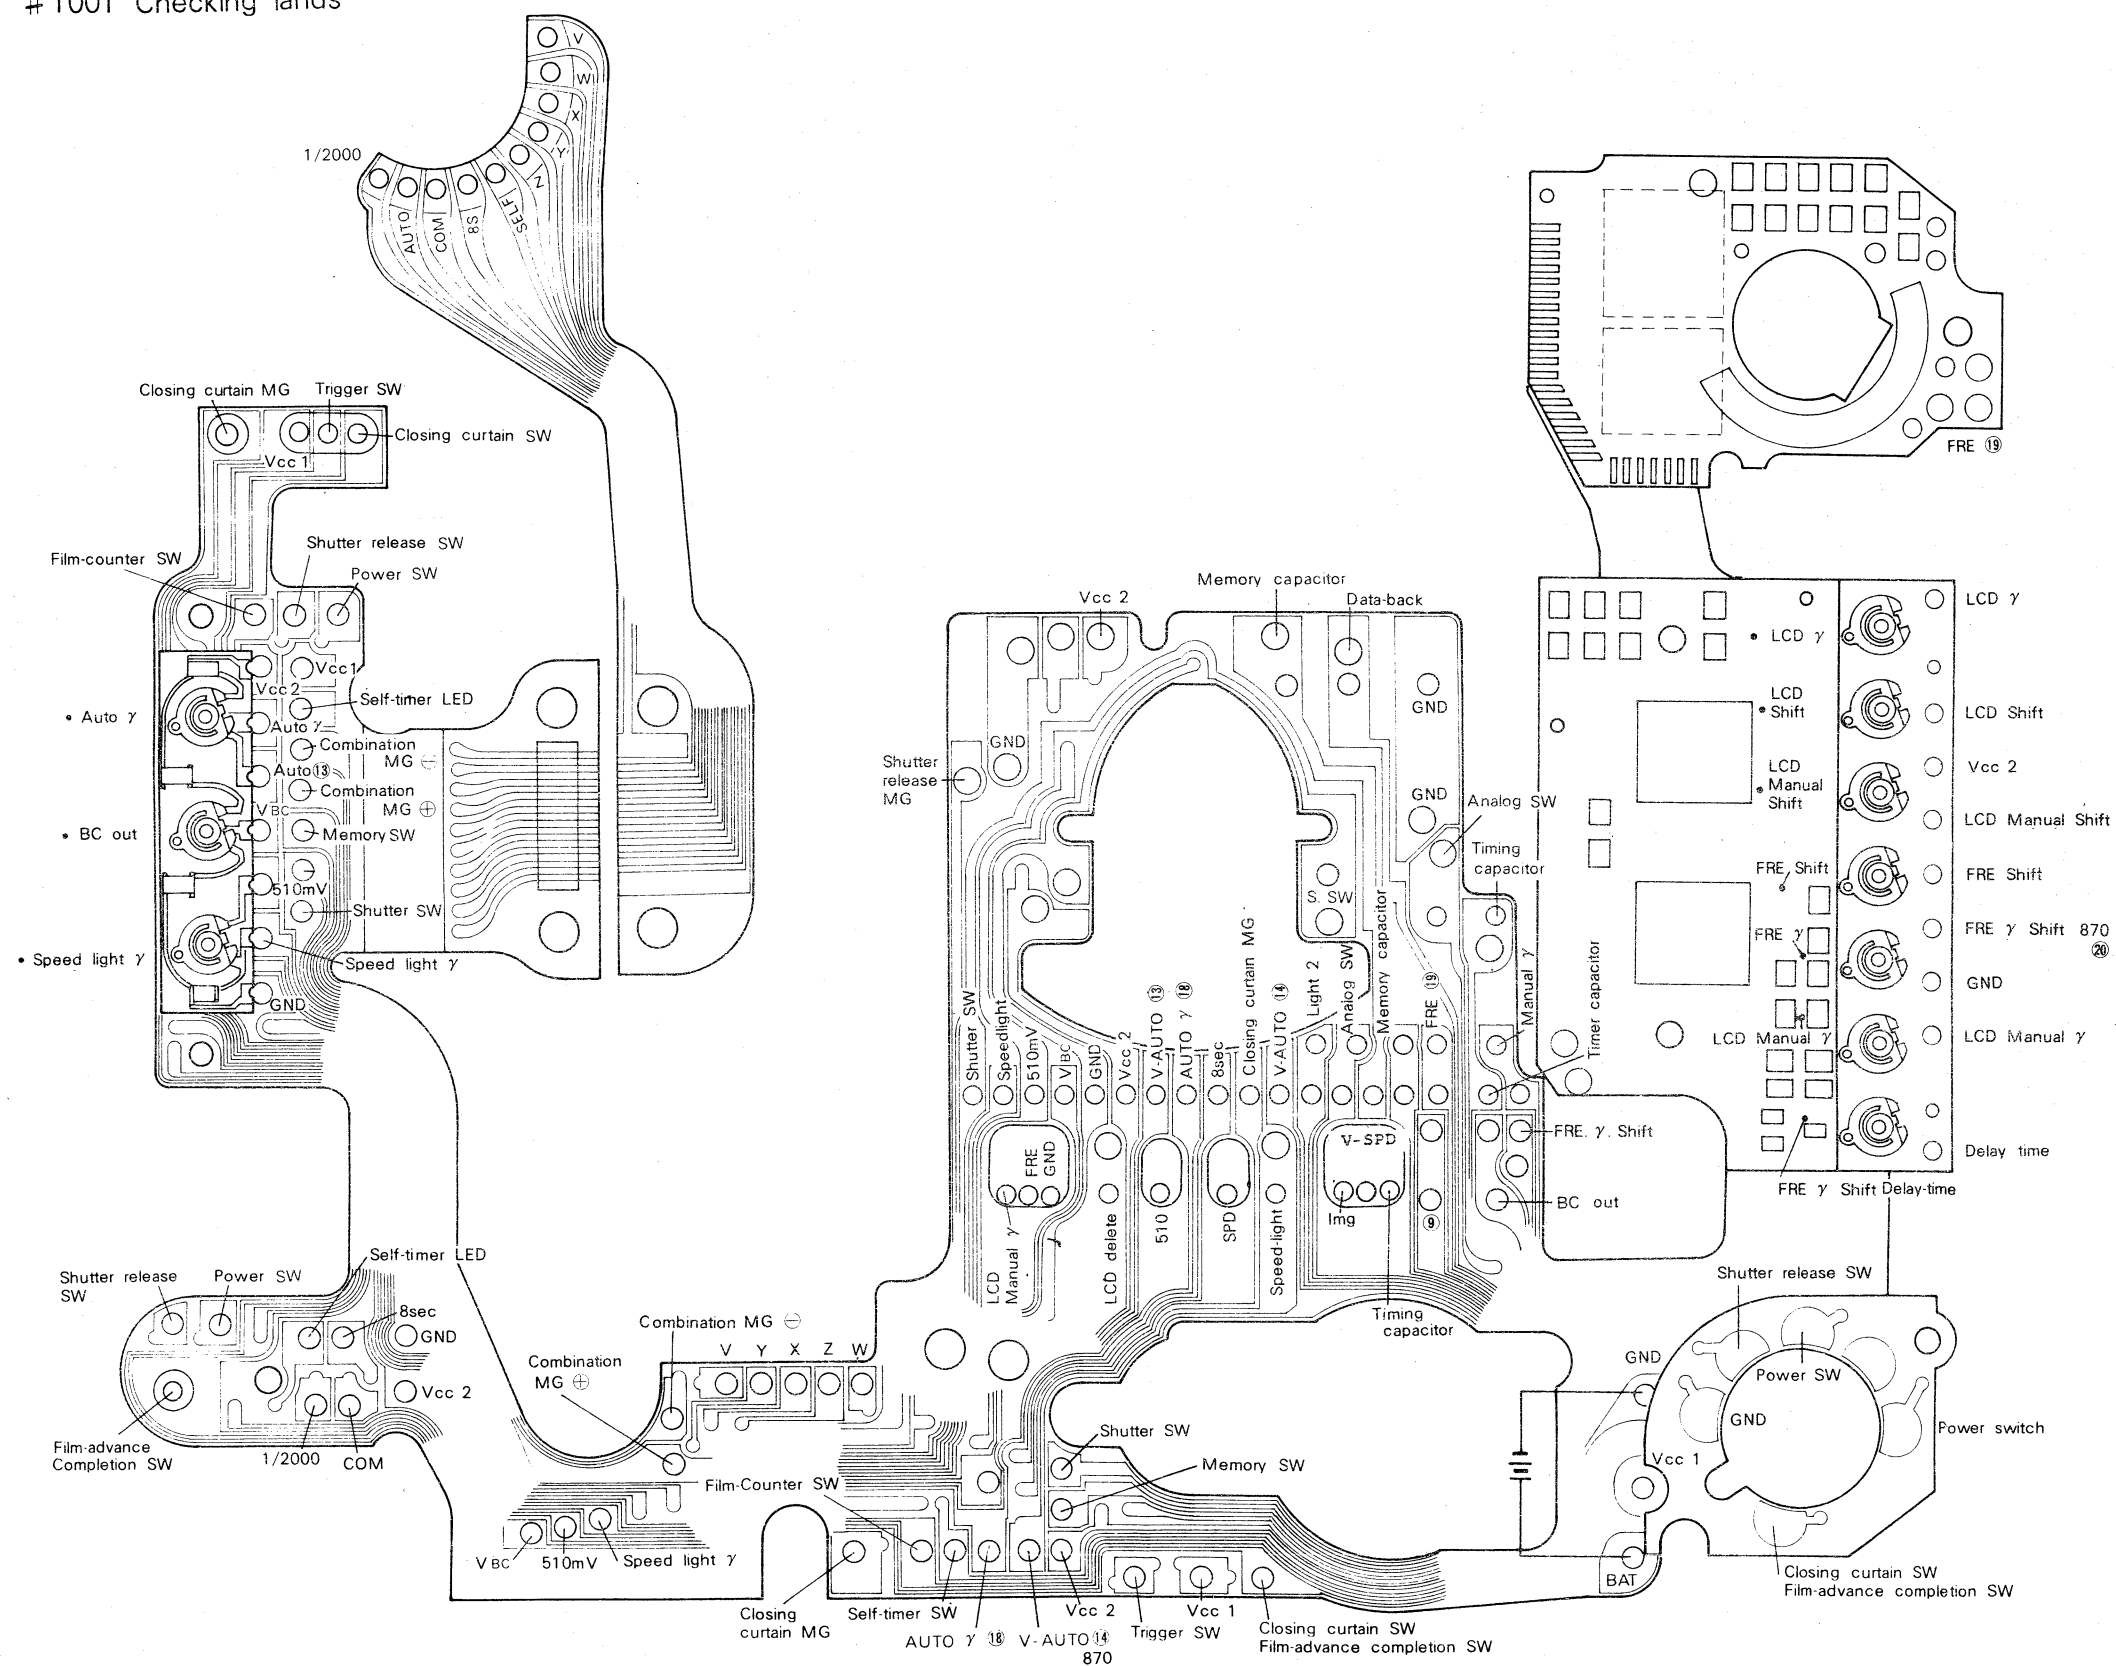 # 1001 Checking lands
V
W
X
Y
Z
1/2000
AUTO
COM
8S
SELF
Closing curtain MG
Trigger SW
Closing curtain SW
Vcc 1
Film-counter SW
Shutter release SW
Power SW
Vcc 1
Vcc 2
Self-timer LED
• Auto γ
Auto γ
Combination
MG ⊖
Auto ⑬
Combination
MG ⊕
VBC
• BC out
Memory SW
510mV
Shutter SW
• Speed light γ
Speed light γ
GND
FRE ⑲
Memory capacitor
Vcc 2
Data-back
GND
GND
Shutter
release
MG
GND
Analog SW
Timing
capacitor
S. SW
Shutter SW
Speedlight
510mV
VBC
GND
Vcc 2
V-AUTO ⑬
AUTO γ ⑱
8sec
Closing curtain MG
V-AUTO ⑭
Light 2
Analog SW
Memory capacitor
FRE ⑲
Manual γ
Timer capacitor
FRE
GND
V-SPD
FRE. γ. Shift
BC out
Img
⑨
LCD
Manual γ
LCD delete
510
SPD
Speed-light
Timing
capacitor
LCD γ
• LCD γ
LCD
• Shift
LCD Shift
LCD
Manual
• Shift
Vcc 2
LCD Manual Shift
FRE Shift
FRE Shift
FRE γ
FRE γ Shift 870
⑳
GND
LCD Manual γ
LCD Manual γ
Delay time
FRE γ Shift Delay-time
Self-timer LED
Shutter release
SW
Power SW
8sec
GND
Vcc 2
Film-advance
Completion SW
1/2000
COM
Combination MG ⊖
V Y X Z W
Combination
MG ⊕
Film-Counter SW
VBC
510mV
Speed light γ
Shutter SW
Memory SW
Closing
curtain MG
Self-timer SW
AUTO γ ⑱
V-AUTO ⑭
870
Vcc 2
Trigger SW
Vcc 1
Closing curtain SW
Film-advance completion SW
Shutter release SW
GND
Power SW
GND
Power switch
Vcc 1
BAT
Closing curtain SW
Film-advance completion SW